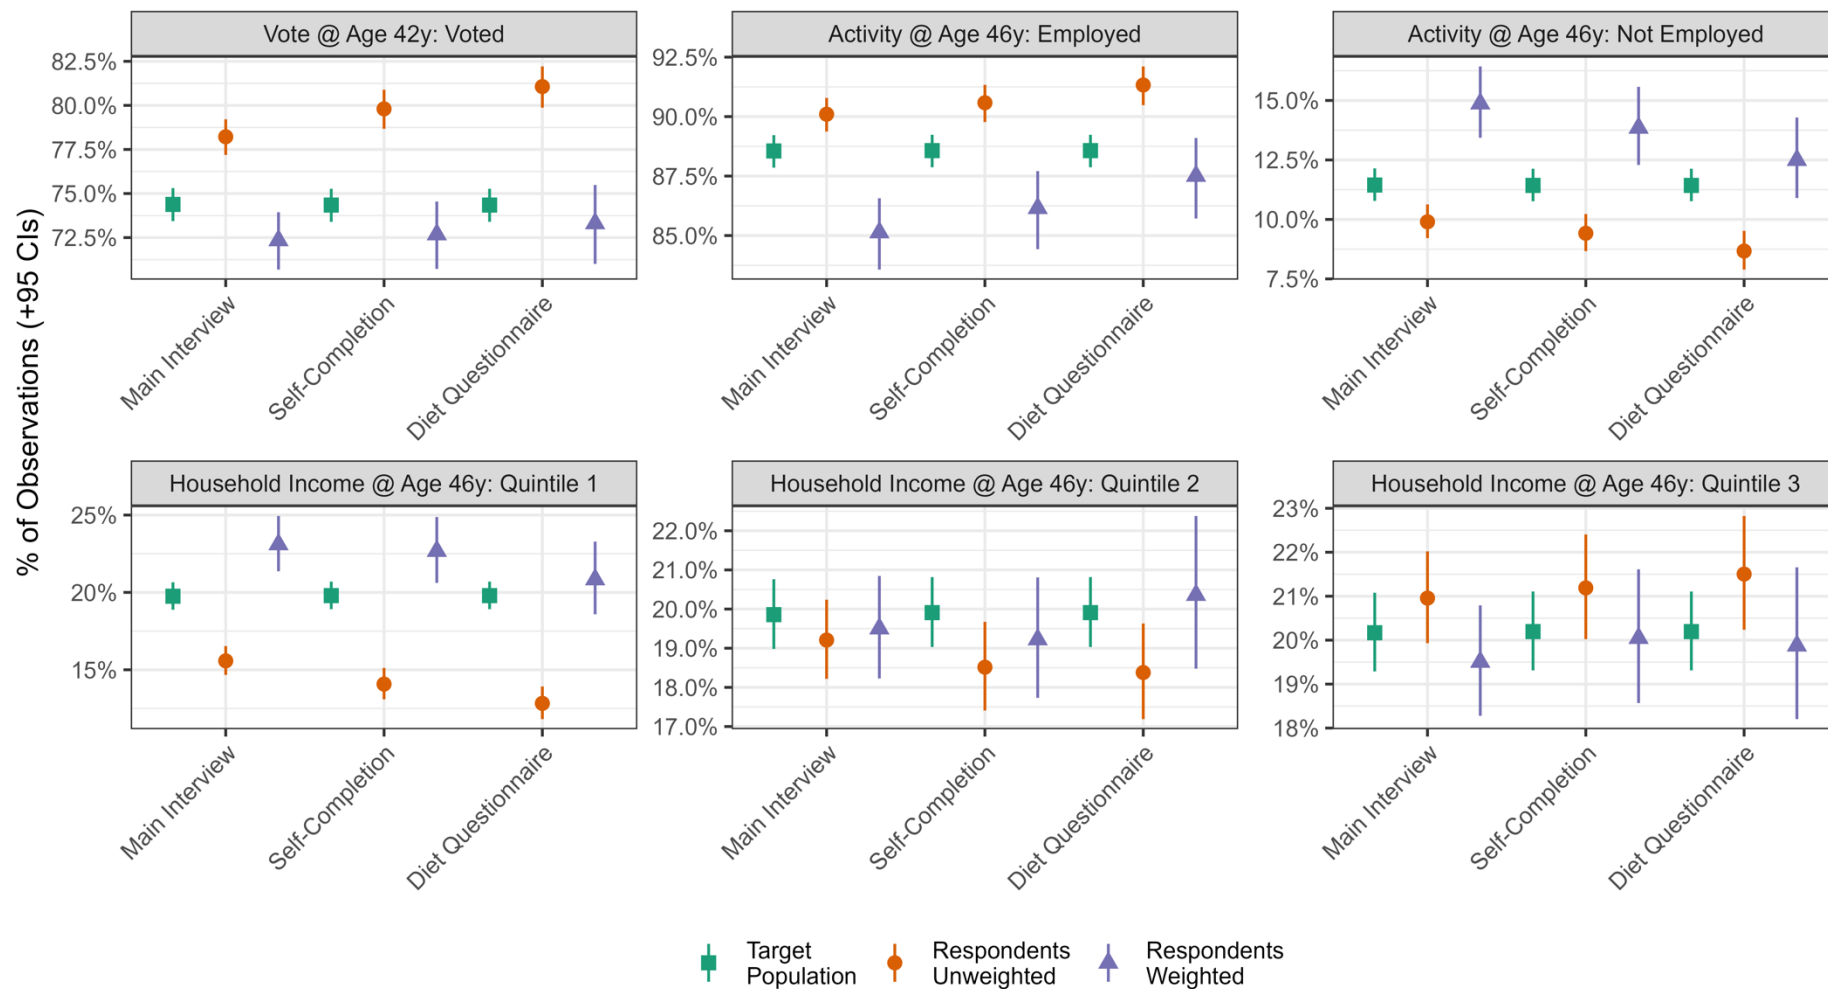 Vote @ Age 42y: Voted
Activity @ Age 46y: Employed
Activity @ Age 46y: Not Employed
82.5%
80.0%
77.5%
75.0%
72.5%
92.5%
90.0%
87.5%
85.0%
15.0%
12.5%
10.0%
7.5%
Main Interview
Self-Completion
Diet Questionnaire
Main Interview
Self-Completion
Diet Questionnaire
Main Interview
Self-Completion
Diet Questionnaire
% of Observations (+95 CIs)
Household Income @ Age 46y: Quintile 1
Household Income @ Age 46y: Quintile 2
Household Income @ Age 46y: Quintile 3
25%
20%
15%
22.0%
21.0%
20.0%
19.0%
18.0%
17.0%
23%
22%
21%
20%
19%
18%
Main Interview
Self-Completion
Diet Questionnaire
Main Interview
Self-Completion
Diet Questionnaire
Main Interview
Self-Completion
Diet Questionnaire
Target
Population
Respondents
Unweighted
Respondents
Weighted